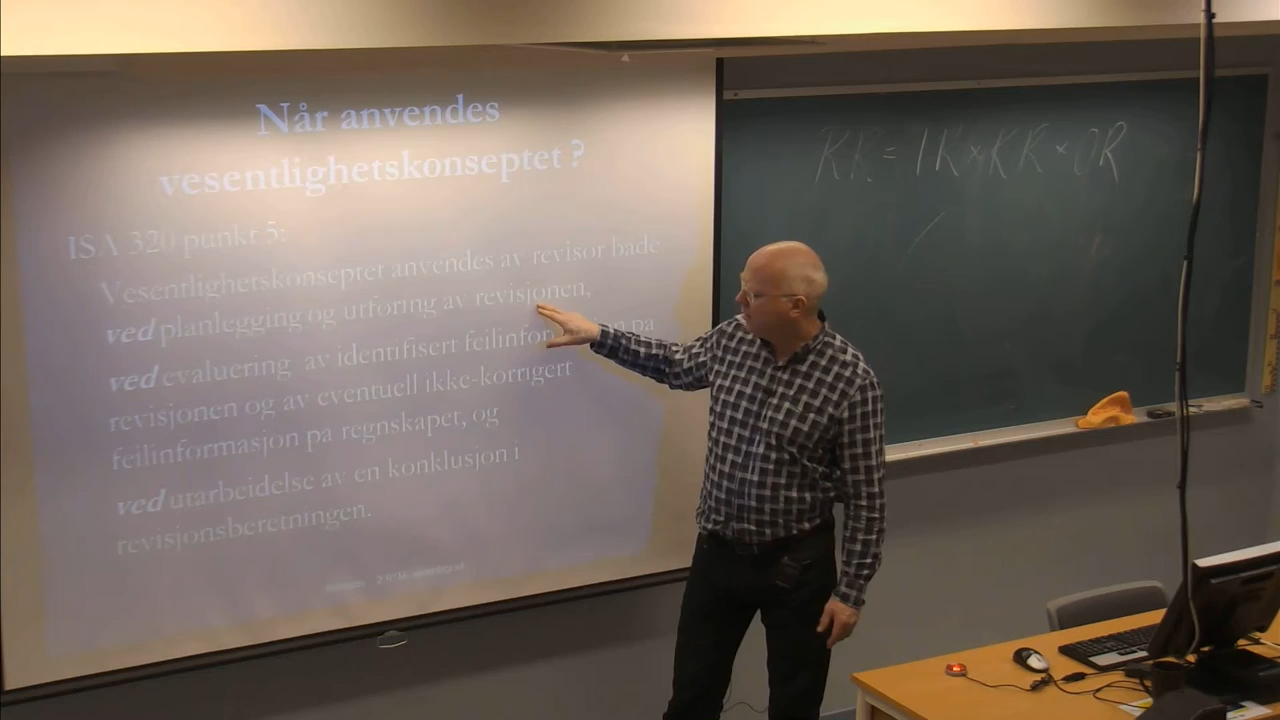 Når anvendes
vesentlighetskonseptet ?
ISA 320 punkt 5:
Vesentlighetskonseptet anvendes av revisor både
ved planlegging og utføring av revisjonen,
ved evaluering av identifisert feilinformasjon på
revisjonen og av eventuell ikke-korrigert
feilinformasjon på regnskapet, og
ved utarbeidelse av en konklusjon i
revisjonsberetningen.
RR = IR × KR × OR